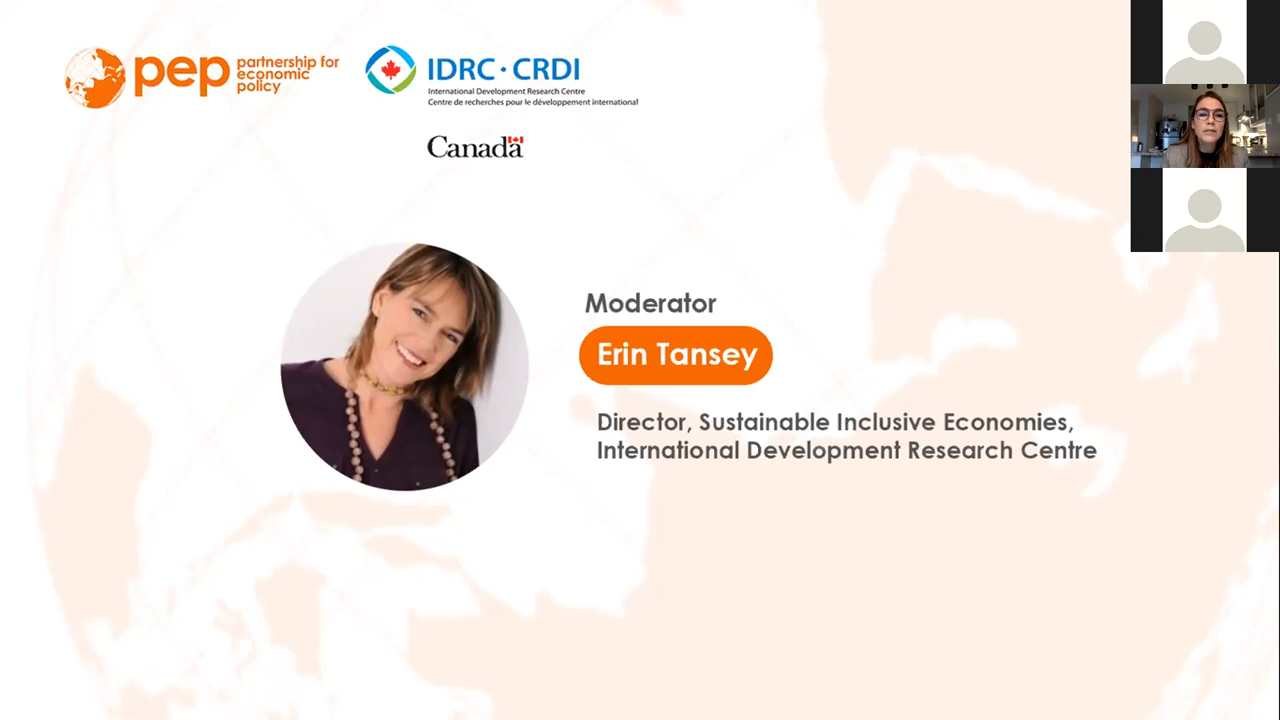 pep partnership for
economic
policy
IDRC · CRDI
International Development Research Centre
Centre de recherches pour le développement international
Canada
Moderator
Erin Tansey
Director, Sustainable Inclusive Economies,
International Development Research Centre